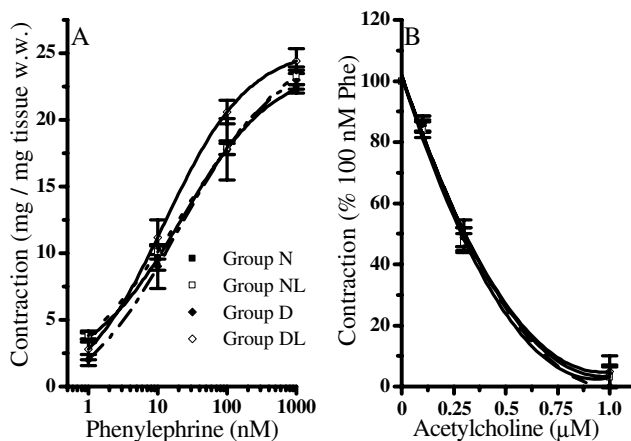 A
B
Contraction (mg / mg tissue w.w.)
25
20
15
10
5
0
Group N
Group NL
Group D
Group DL
1 10 100 1000
Phenylephrine (nM)
Contraction (% 100 nM Phe)
120
100
80
60
40
20
0
0 0.25 0.5 0.75 1.0
Acetylcholine (μM)